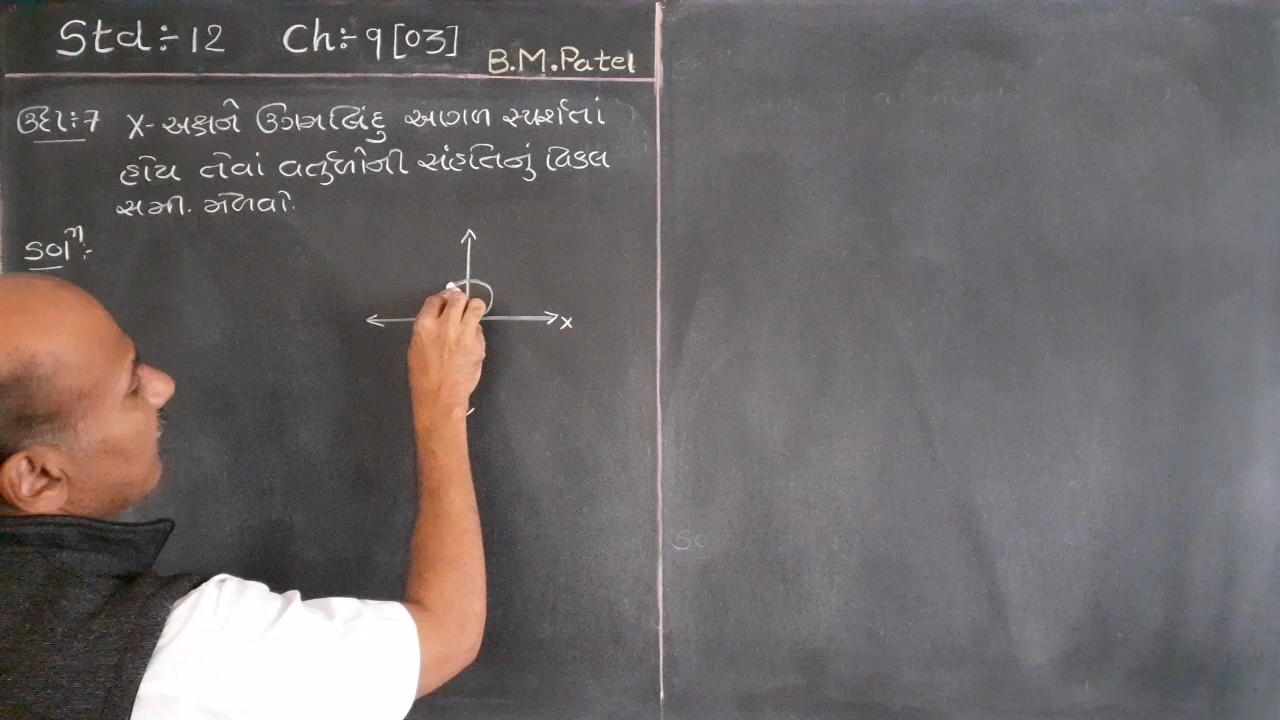 Std:-12 Ch:-9[03]
B.M.Patel
ઉદા:7 X-અક્ષને ઉગમબિંદુ આગળ સ્પર્શતાં
હોય તેવાં વર્તુળોની સંહતિનું વિકલ
સમી. મેળવો.
Solⁿ:-
X